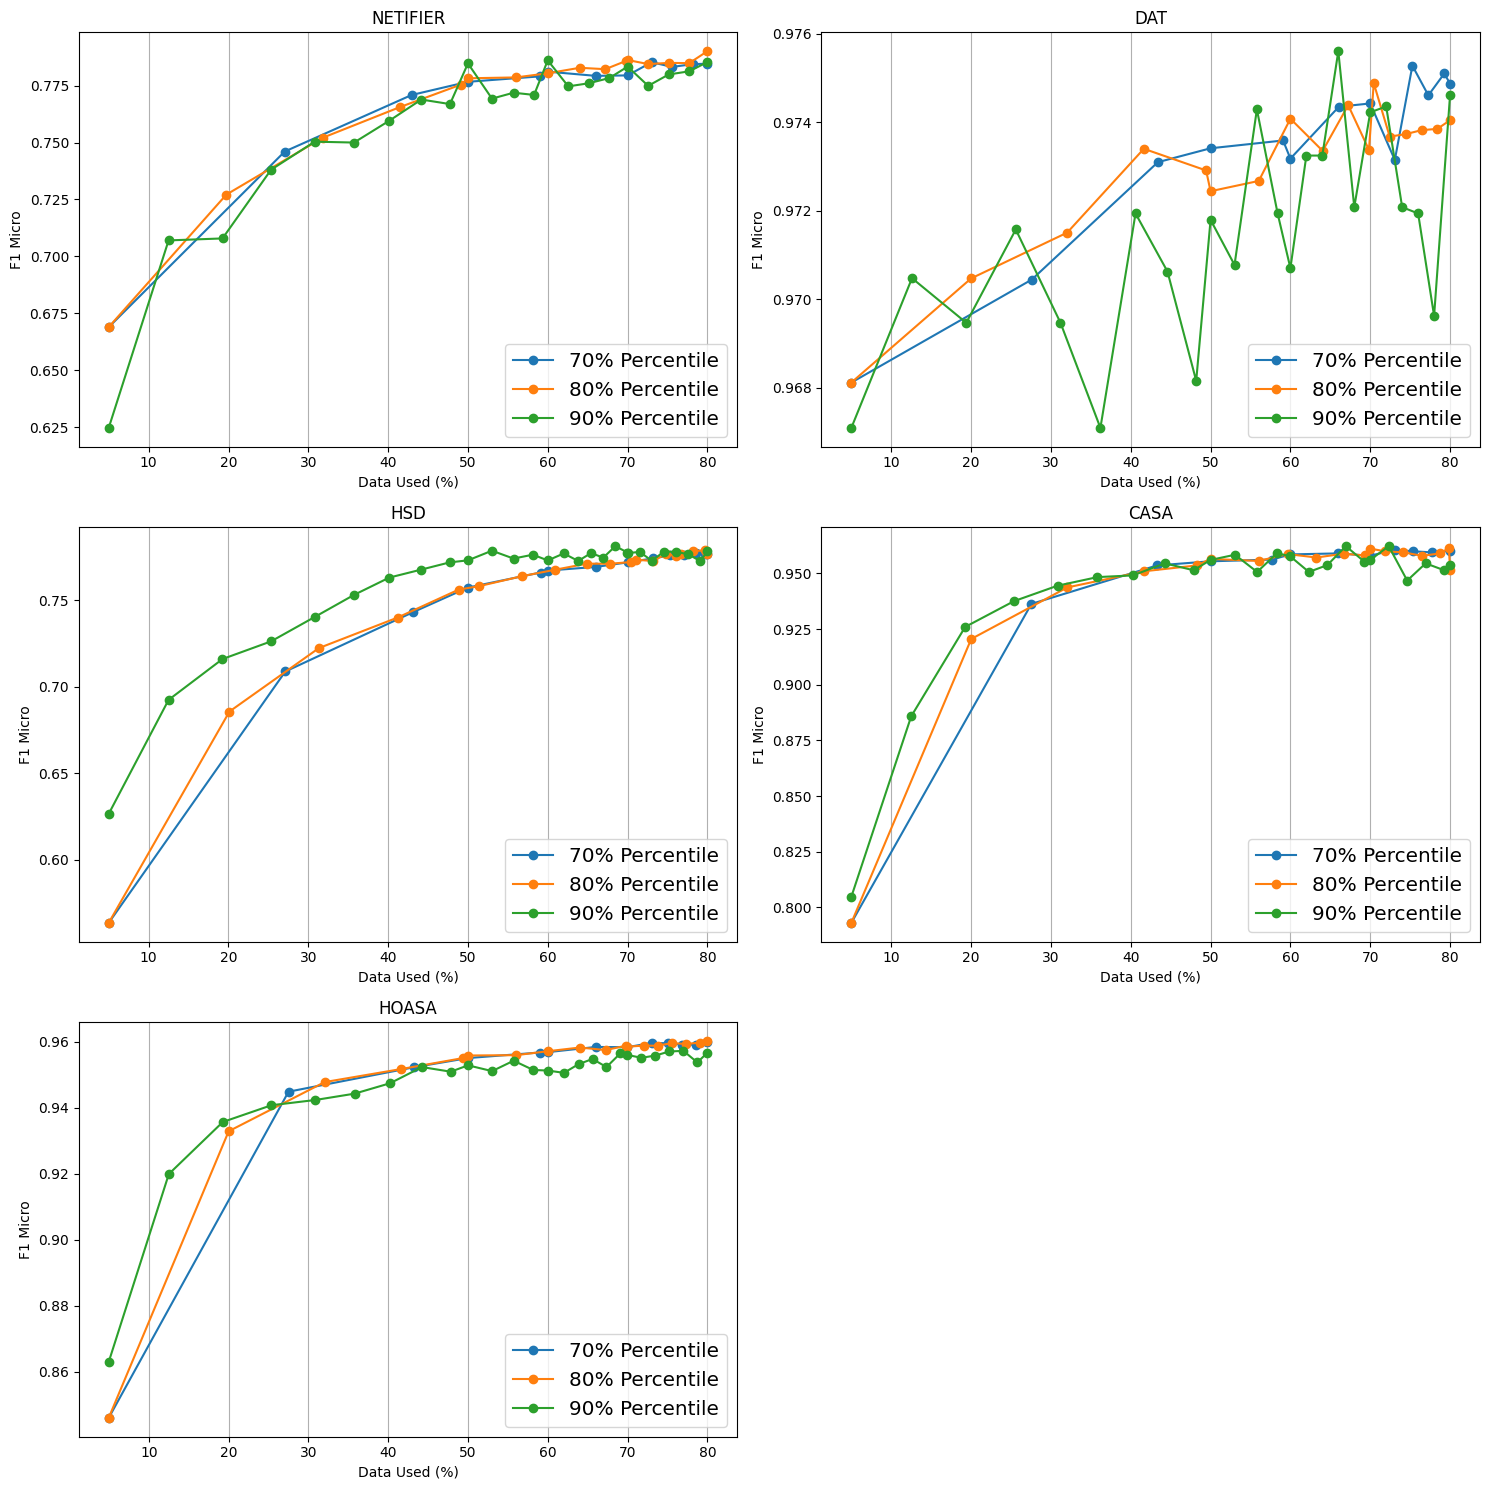 NETIFIER
0.775
0.750
0.725
0.700
0.675
0.650
0.625
F1 Micro
10 20 30 40 50 60 70 80
Data Used (%)
70% Percentile
80% Percentile
90% Percentile
DAT
0.976
0.974
0.972
0.970
0.968
F1 Micro
10 20 30 40 50 60 70 80
Data Used (%)
70% Percentile
80% Percentile
90% Percentile
HSD
0.75
0.70
0.65
0.60
F1 Micro
10 20 30 40 50 60 70 80
Data Used (%)
70% Percentile
80% Percentile
90% Percentile
CASA
0.950
0.925
0.900
0.875
0.850
0.825
0.800
F1 Micro
10 20 30 40 50 60 70 80
Data Used (%)
70% Percentile
80% Percentile
90% Percentile
HOASA
0.96
0.94
0.92
0.90
0.88
0.86
F1 Micro
10 20 30 40 50 60 70 80
Data Used (%)
70% Percentile
80% Percentile
90% Percentile